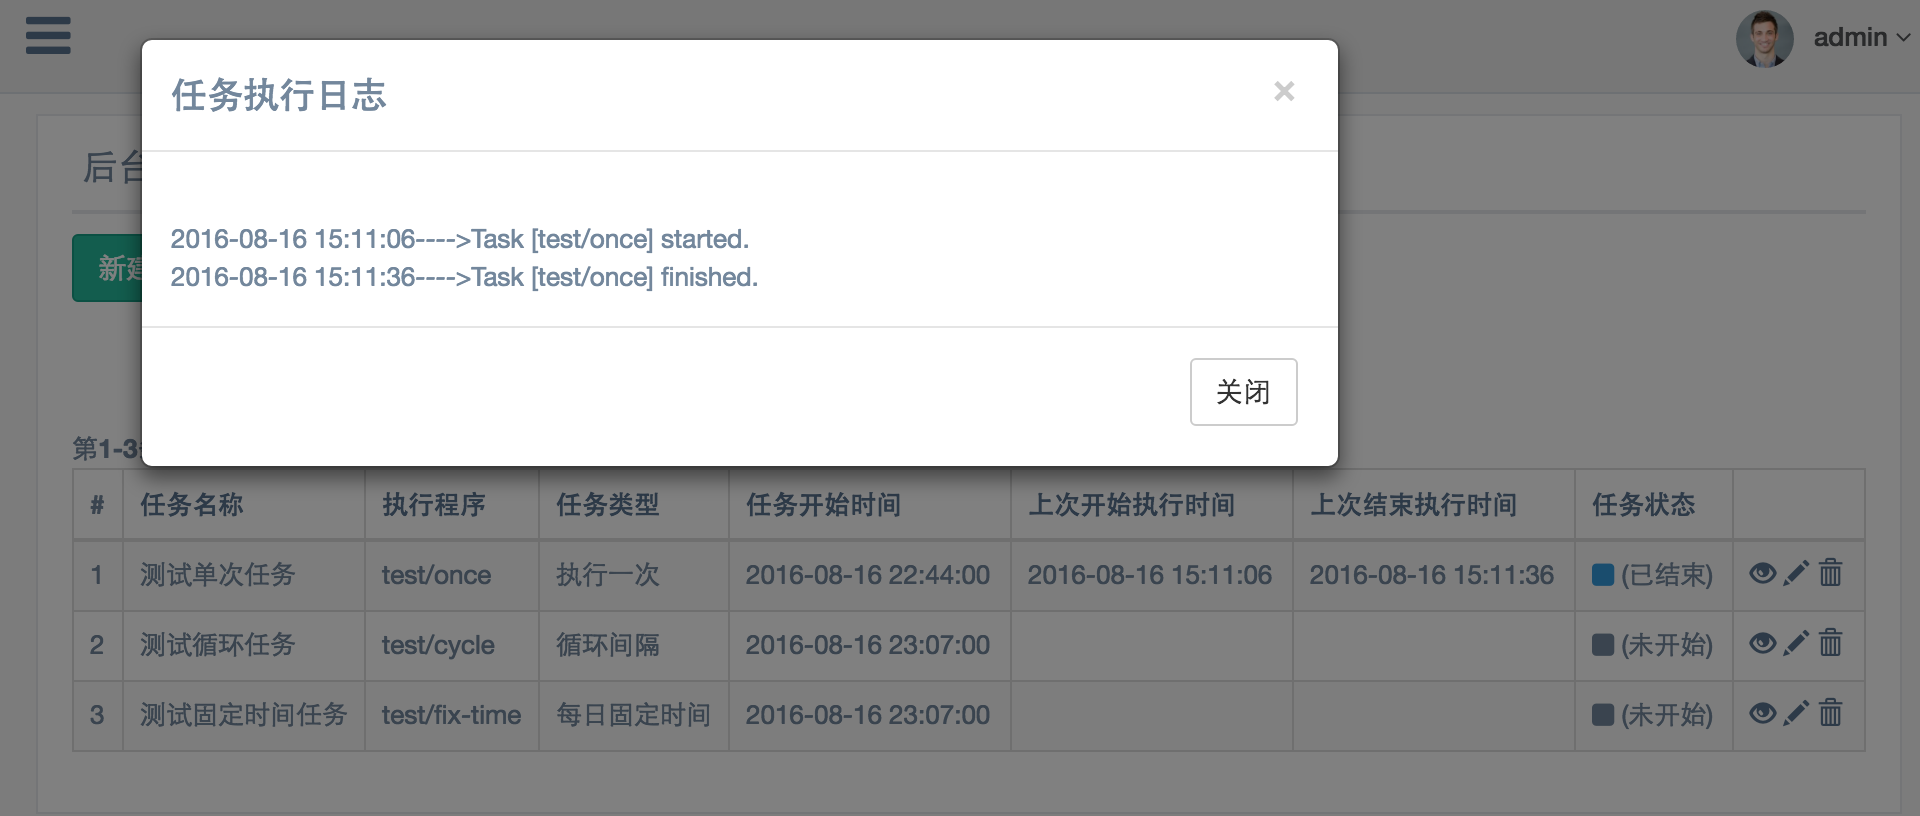 admin
任务执行日志
×
后台
2016-08-16 15:11:06---->Task [test/once] started.
2016-08-16 15:11:36---->Task [test/once] finished.
新建
关闭
第1-3
# 任务名称 执行程序 任务类型 任务开始时间 上次开始执行时间 上次结束执行时间 任务状态
1 测试单次任务 test/once 执行一次 2016-08-16 22:44:00 2016-08-16 15:11:06 2016-08-16 15:11:36 (已结束)
2 测试循环任务 test/cycle 循环间隔 2016-08-16 23:07:00 (未开始)
3 测试固定时间任务 test/fix-time 每日固定时间 2016-08-16 23:07:00 (未开始)